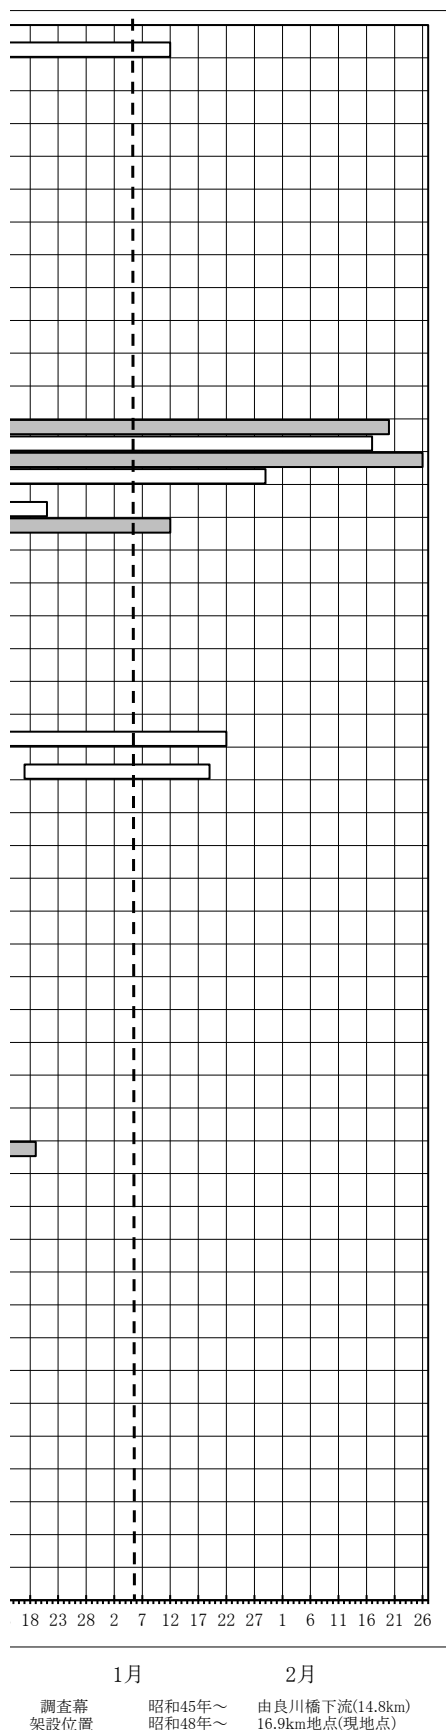 18 23 28 2 7 12 17 22 27 1 6 11 16 21 26
1月 2月
調査幕 昭和45年～ 由良川橋下流(14.8km)
架設位置 昭和48年～ 16.9km地点(現地点)